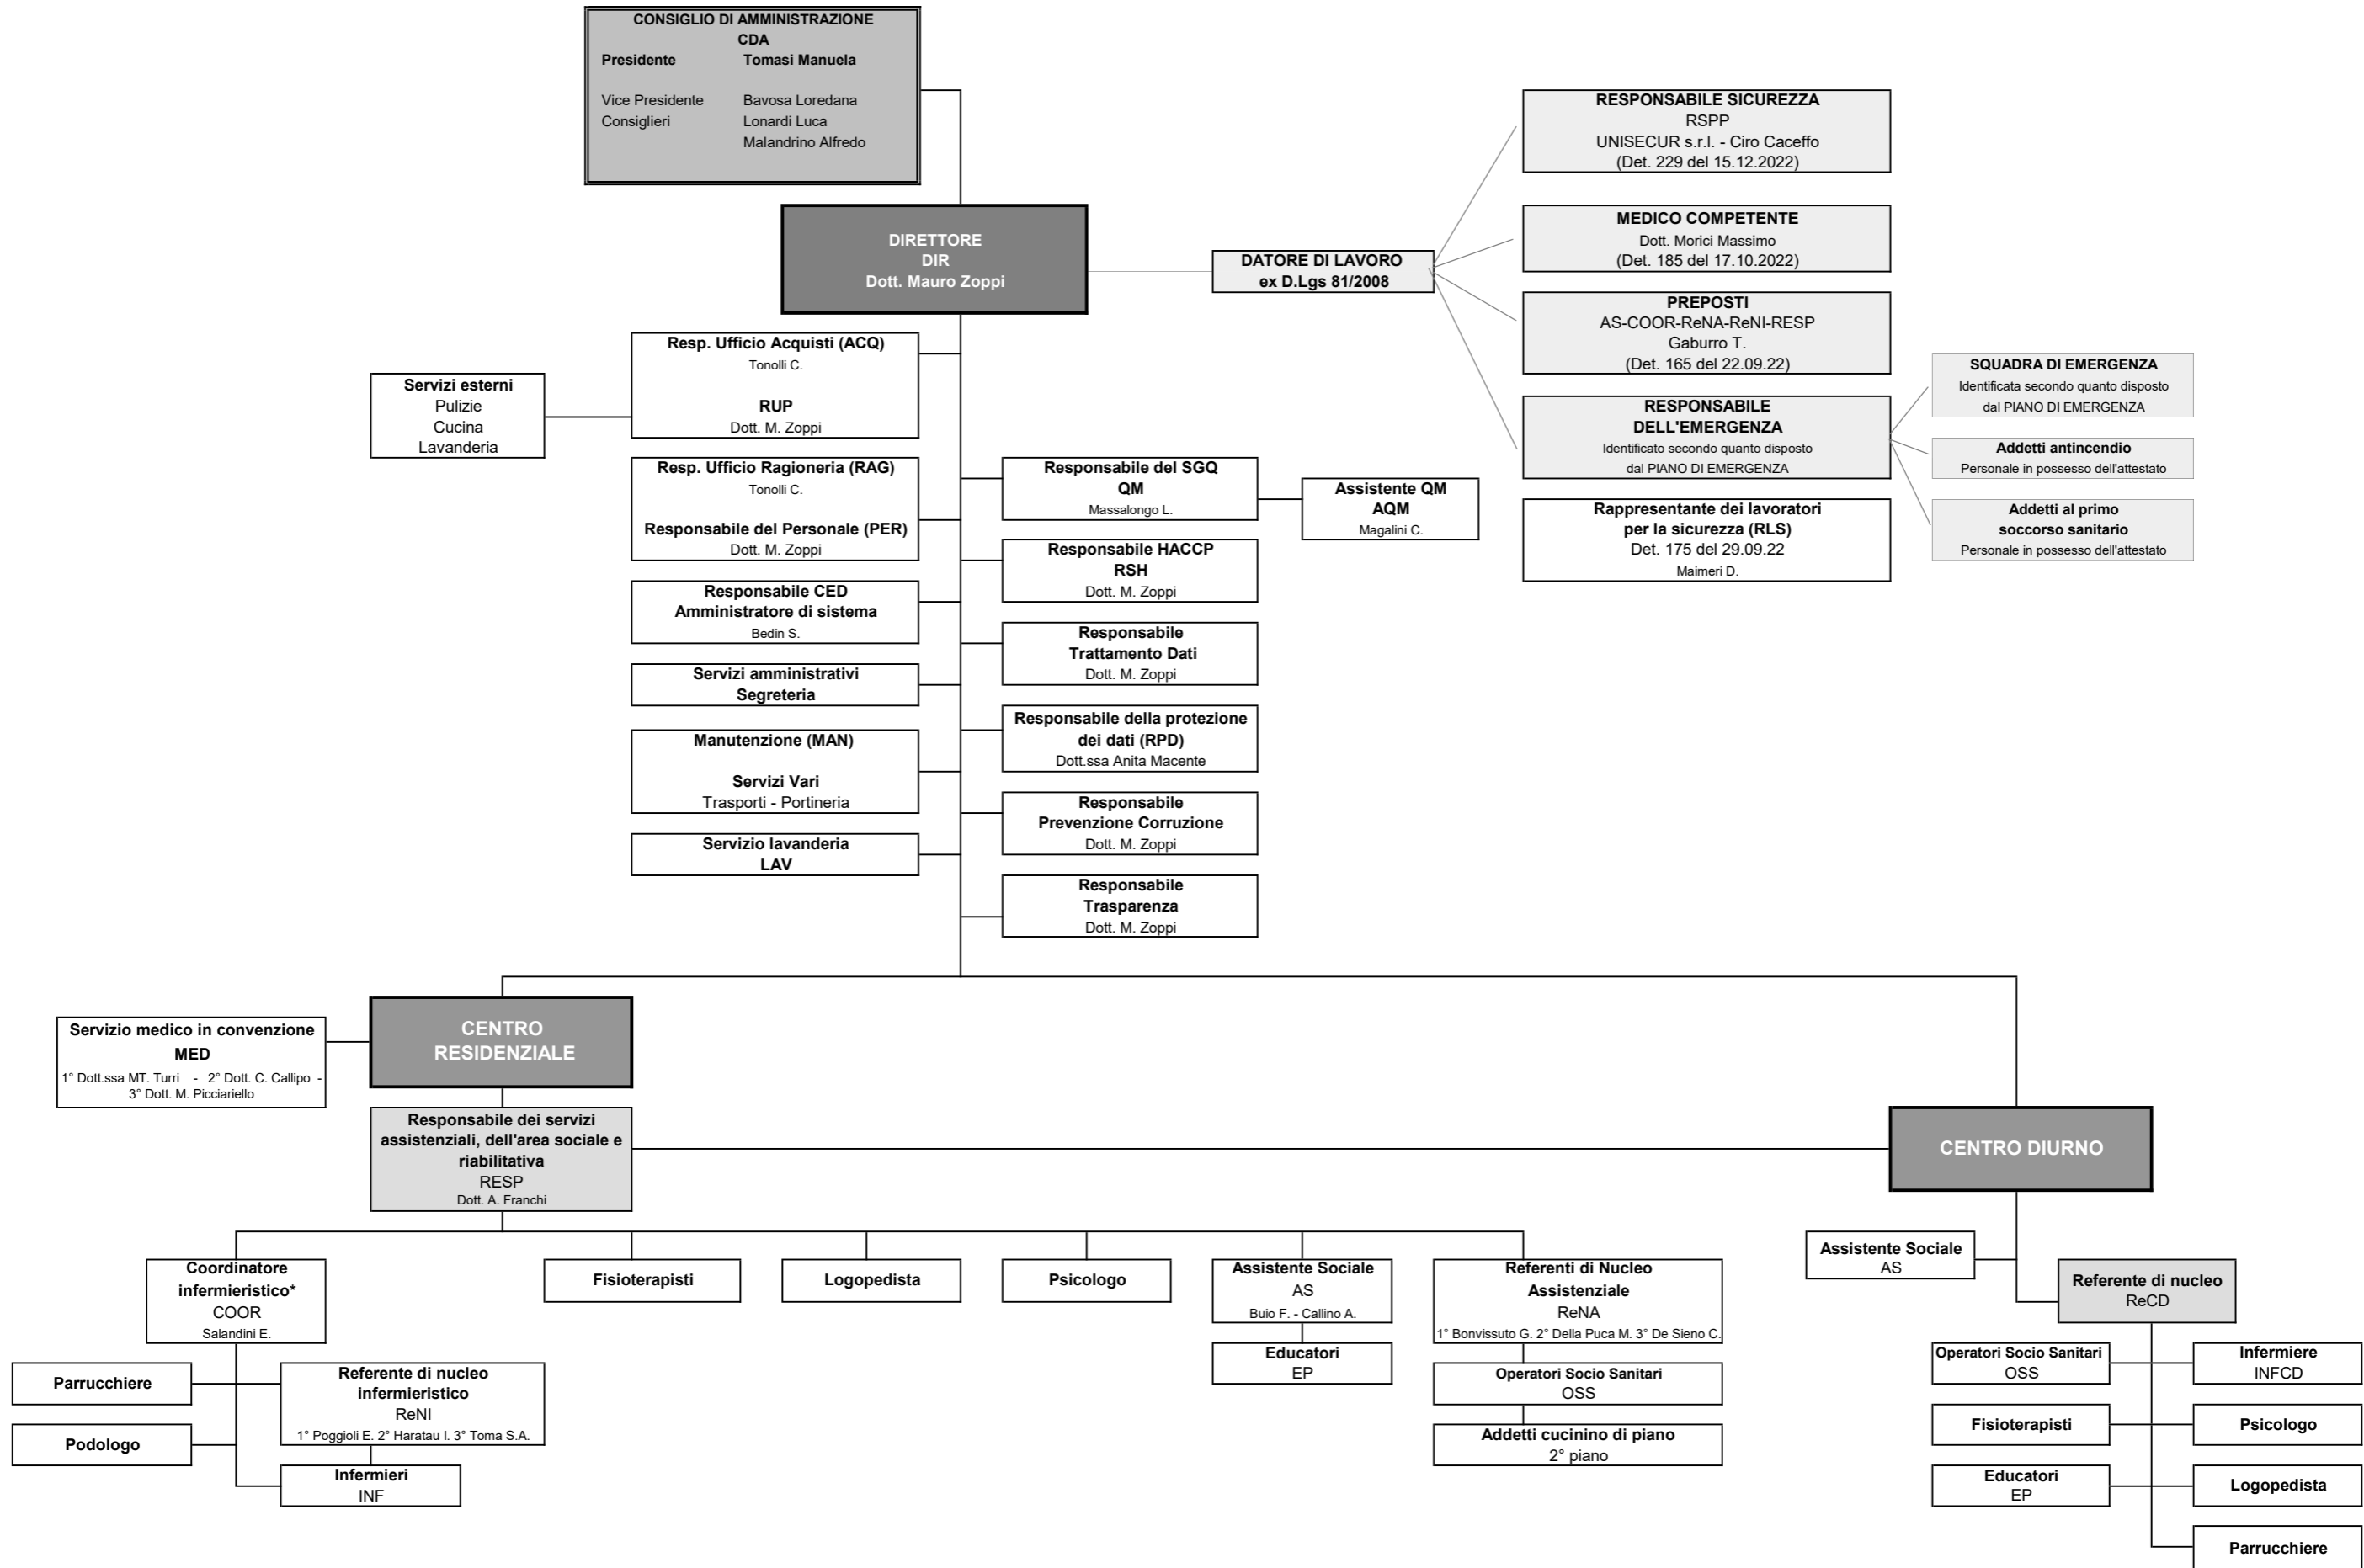 CONSIGLIO DI AMMINISTRAZIONE
CDA
Presidente Tomasi Manuela
Vice Presidente Bavosa Loredana
Consiglieri Lonardi Luca
Malandrino Alfredo
DIRETTORE
DIR
Dott. Mauro Zoppi
DATORE DI LAVORO
ex D.Lgs 81/2008
RESPONSABILE SICUREZZA
RSPP
UNISECUR s.r.l. - Ciro Caceffo
(Det. 229 del 15.12.2022)
MEDICO COMPETENTE
Dott. Morici Massimo
(Det. 185 del 17.10.2022)
PREPOSTI
AS-COOR-ReNA-ReNI-RESP
Gaburro T.
(Det. 165 del 22.09.22)
RESPONSABILE
DELL'EMERGENZA
Identificato secondo quanto disposto
dal PIANO DI EMERGENZA
Rappresentante dei lavoratori
per la sicurezza (RLS)
Det. 175 del 29.09.22
Maimeri D.
SQUADRA DI EMERGENZA
Identificata secondo quanto disposto
dal PIANO DI EMERGENZA
Addetti antincendio
Personale in possesso dell'attestato
Addetti al primo
soccorso sanitario
Personale in possesso dell'attestato
Servizi esterni
Pulizie
Cucina
Lavanderia
Resp. Ufficio Acquisti (ACQ)
Tonolli C.
RUP
Dott. M. Zoppi
Resp. Ufficio Ragioneria (RAG)
Tonolli C.
Responsabile del Personale (PER)
Dott. M. Zoppi
Responsabile CED
Amministratore di sistema
Bedin S.
Servizi amministrativi
Segreteria
Manutenzione (MAN)
Servizi Vari
Trasporti - Portineria
Servizio lavanderia
LAV
Responsabile del SGQ
QM
Massalongo L.
Assistente QM
AQM
Magalini C.
Responsabile HACCP
RSH
Dott. M. Zoppi
Responsabile
Trattamento Dati
Dott. M. Zoppi
Responsabile della protezione
dei dati (RPD)
Dott.ssa Anita Macente
Responsabile
Prevenzione Corruzione
Dott. M. Zoppi
Responsabile
Trasparenza
Dott. M. Zoppi
Servizio medico in convenzione
MED
1° Dott.ssa MT. Turri - 2° Dott. C. Callipo -
3° Dott. M. Picciariello
CENTRO
RESIDENZIALE
Responsabile dei servizi
assistenziali, dell'area sociale e
riabilitativa
RESP
Dott. A. Franchi
CENTRO DIURNO
Coordinatore
infermieristico*
COOR
Salandini E.
Fisioterapisti
Logopedista
Psicologo
Assistente Sociale
AS
Buio F. - Callino A.
Educatori
EP
Referenti di Nucleo
Assistenziale
ReNA
1° Bonvissuto G. 2° Della Puca M. 3° De Sieno C.
Operatori Socio Sanitari
OSS
Addetti cucinino di piano
2° piano
Parrucchiere
Podologo
Referente di nucleo
infermieristico
ReNI
1° Poggioli E. 2° Haratau I. 3° Toma S.A.
Infermieri
INF
Assistente Sociale
AS
Referente di nucleo
ReCD
Operatori Socio Sanitari
OSS
Infermiere
INFCD
Fisioterapisti
Psicologo
Educatori
EP
Logopedista
Parrucchiere